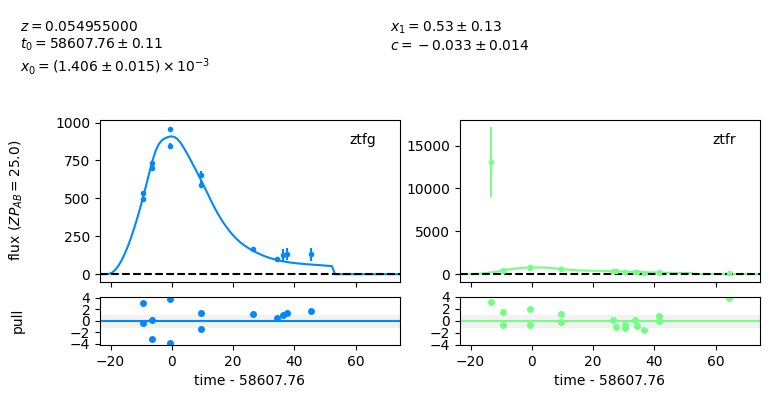 z = 0.054955000
t₀ = 58607.76 ± 0.11
x₀ = (1.406 ± 0.015) × 10⁻³
x₁ = 0.53 ± 0.13
c = −0.033 ± 0.014
flux (ZP_AB = 25.0)
1000
750
500
250
0
ztfg
15000
10000
5000
0
ztfr
pull
4
2
0
−2
−4
−20 0 20 40 60
time - 58607.76
4
2
0
−2
−4
−20 0 20 40 60
time - 58607.76